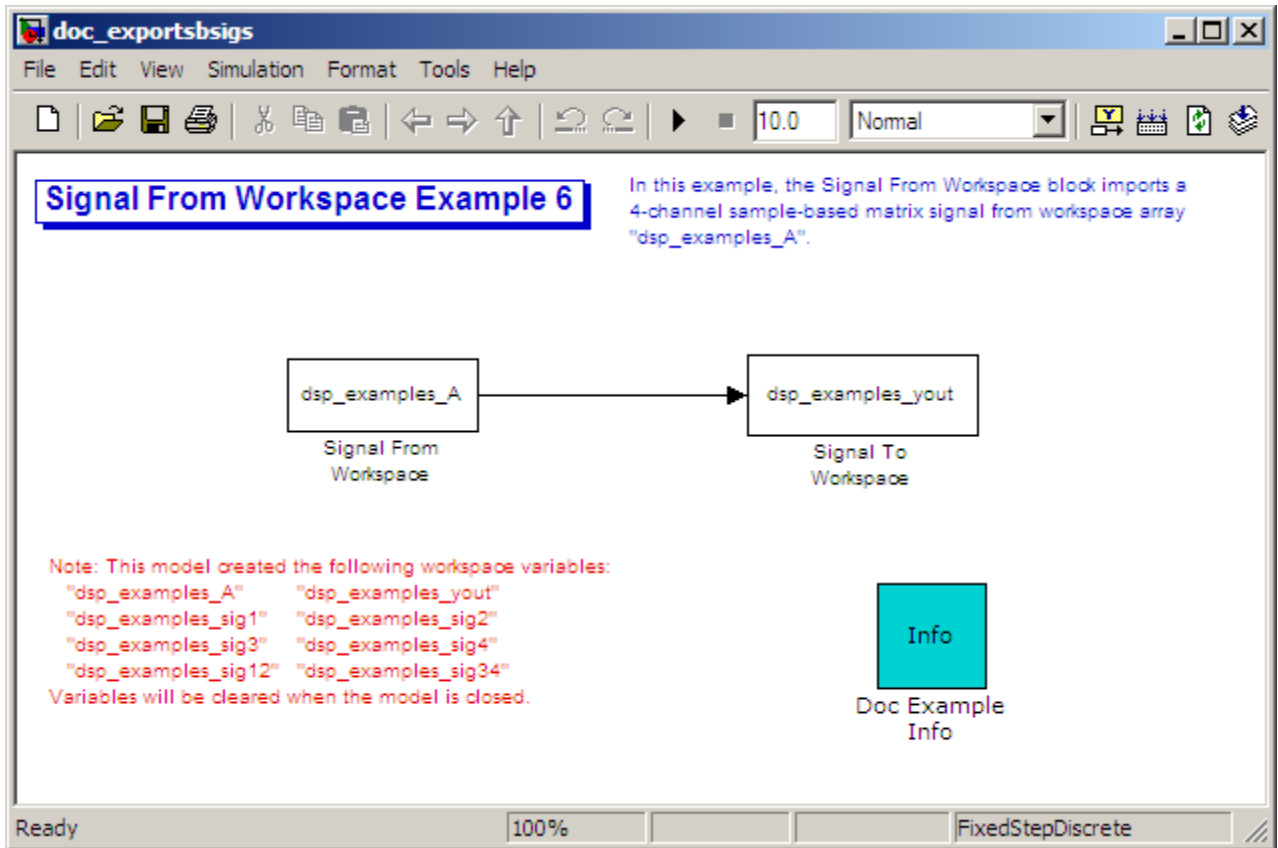 doc_exportsbsigs
File Edit View Simulation Format Tools Help
10.0 Normal
Signal From Workspace Example 6
In this example, the Signal From Workspace block imports a
4-channel sample-based matrix signal from workspace array
"dsp_examples_A".
dsp_examples_A
Signal From
Workspace
dsp_examples_yout
Signal To
Workspace
Note: This model created the following workspace variables:
"dsp_examples_A" "dsp_examples_yout"
"dsp_examples_sig1" "dsp_examples_sig2"
"dsp_examples_sig3" "dsp_examples_sig4"
"dsp_examples_sig12" "dsp_examples_sig34"
Variables will be cleared when the model is closed.
Info
Doc Example
Info
Ready 100% FixedStepDiscrete